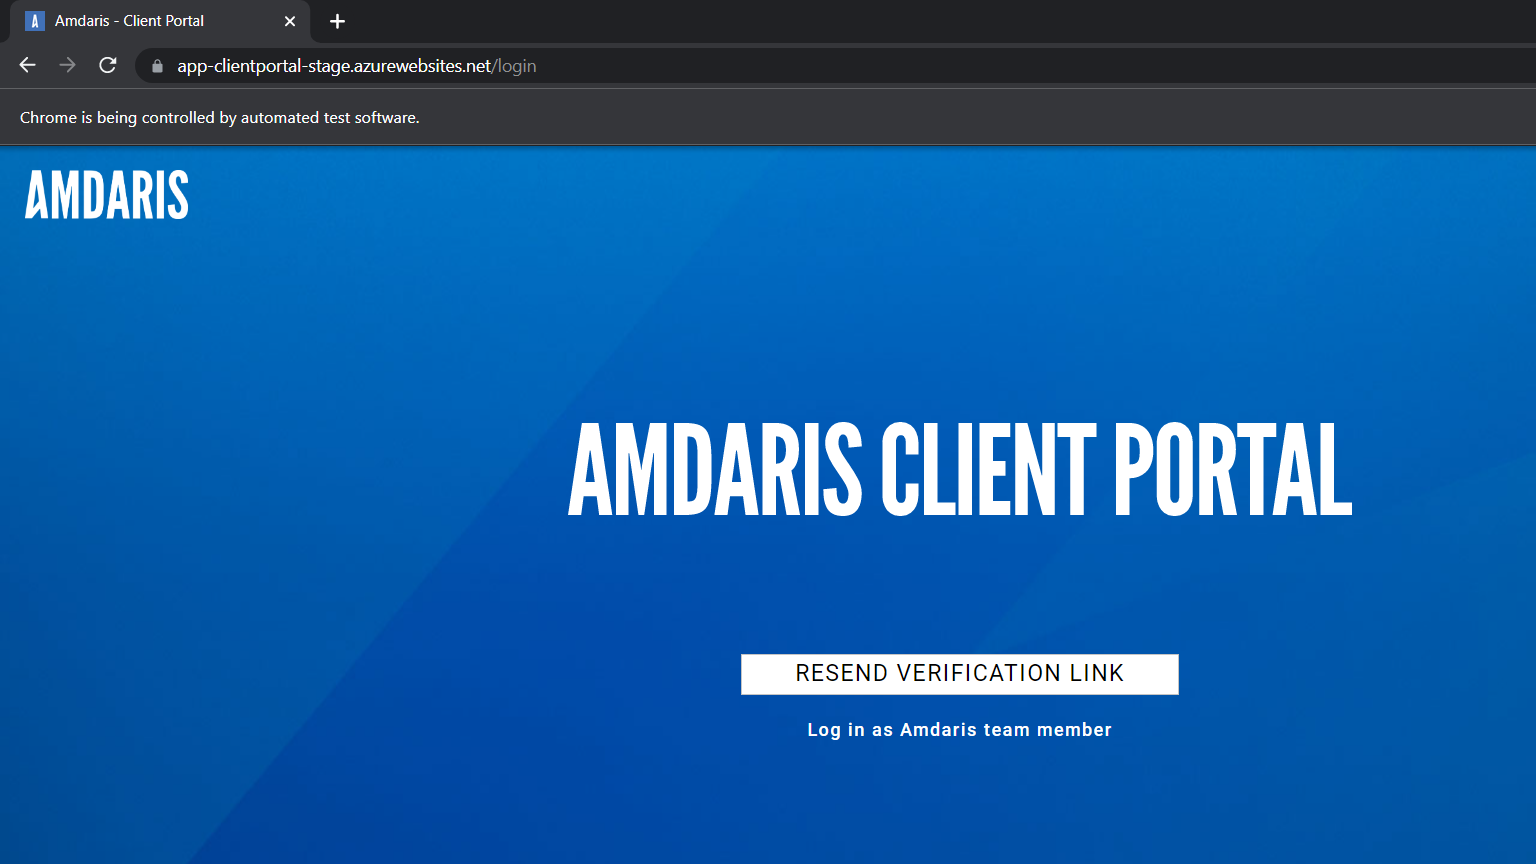 Amdaris - Client Portal
app-clientportal-stage.azurewebsites.net/login
Chrome is being controlled by automated test software.
AMDARIS
AMDARIS CLIENT PORTAL
RESEND VERIFICATION LINK
Log in as Amdaris team member